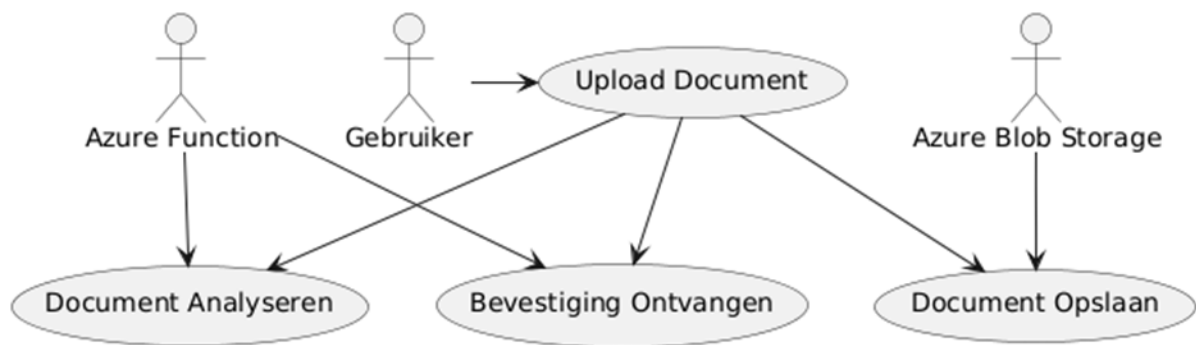 Upload Document
Azure Function
Gebruiker
Azure Blob Storage
Document Analyseren
Bevestiging Ontvangen
Document Opslaan